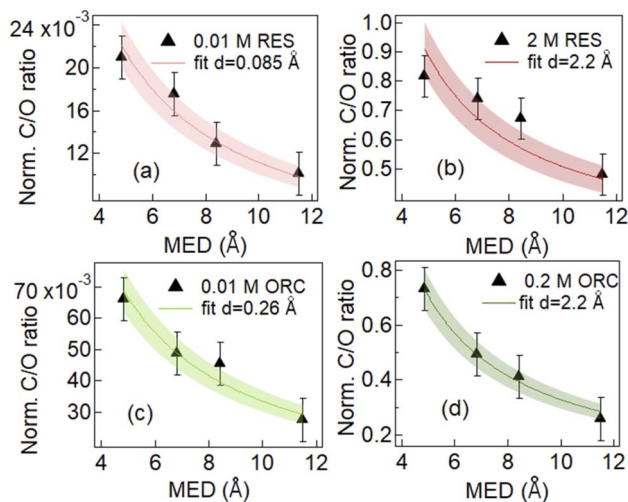 24 x10⁻³
20
16
12
Norm. C/O ratio
▲ 0.01 M RES
fit d=0.085 Å
(a)
4 6 8 10 12
MED (Å)
1.0
0.9
0.8
0.7
0.6
0.5
Norm. C/O ratio
▲ 2 M RES
fit d=2.2 Å
(b)
4 6 8 10 12
MED (Å)
70 x10⁻³
60
50
40
30
Norm. C/O ratio
▲ 0.01 M ORC
fit d=0.26 Å
(c)
4 6 8 10 12
MED (Å)
0.8
0.6
0.4
0.2
Norm. C/O ratio
▲ 0.2 M ORC
fit d=2.2 Å
(d)
4 6 8 10 12
MED (Å)